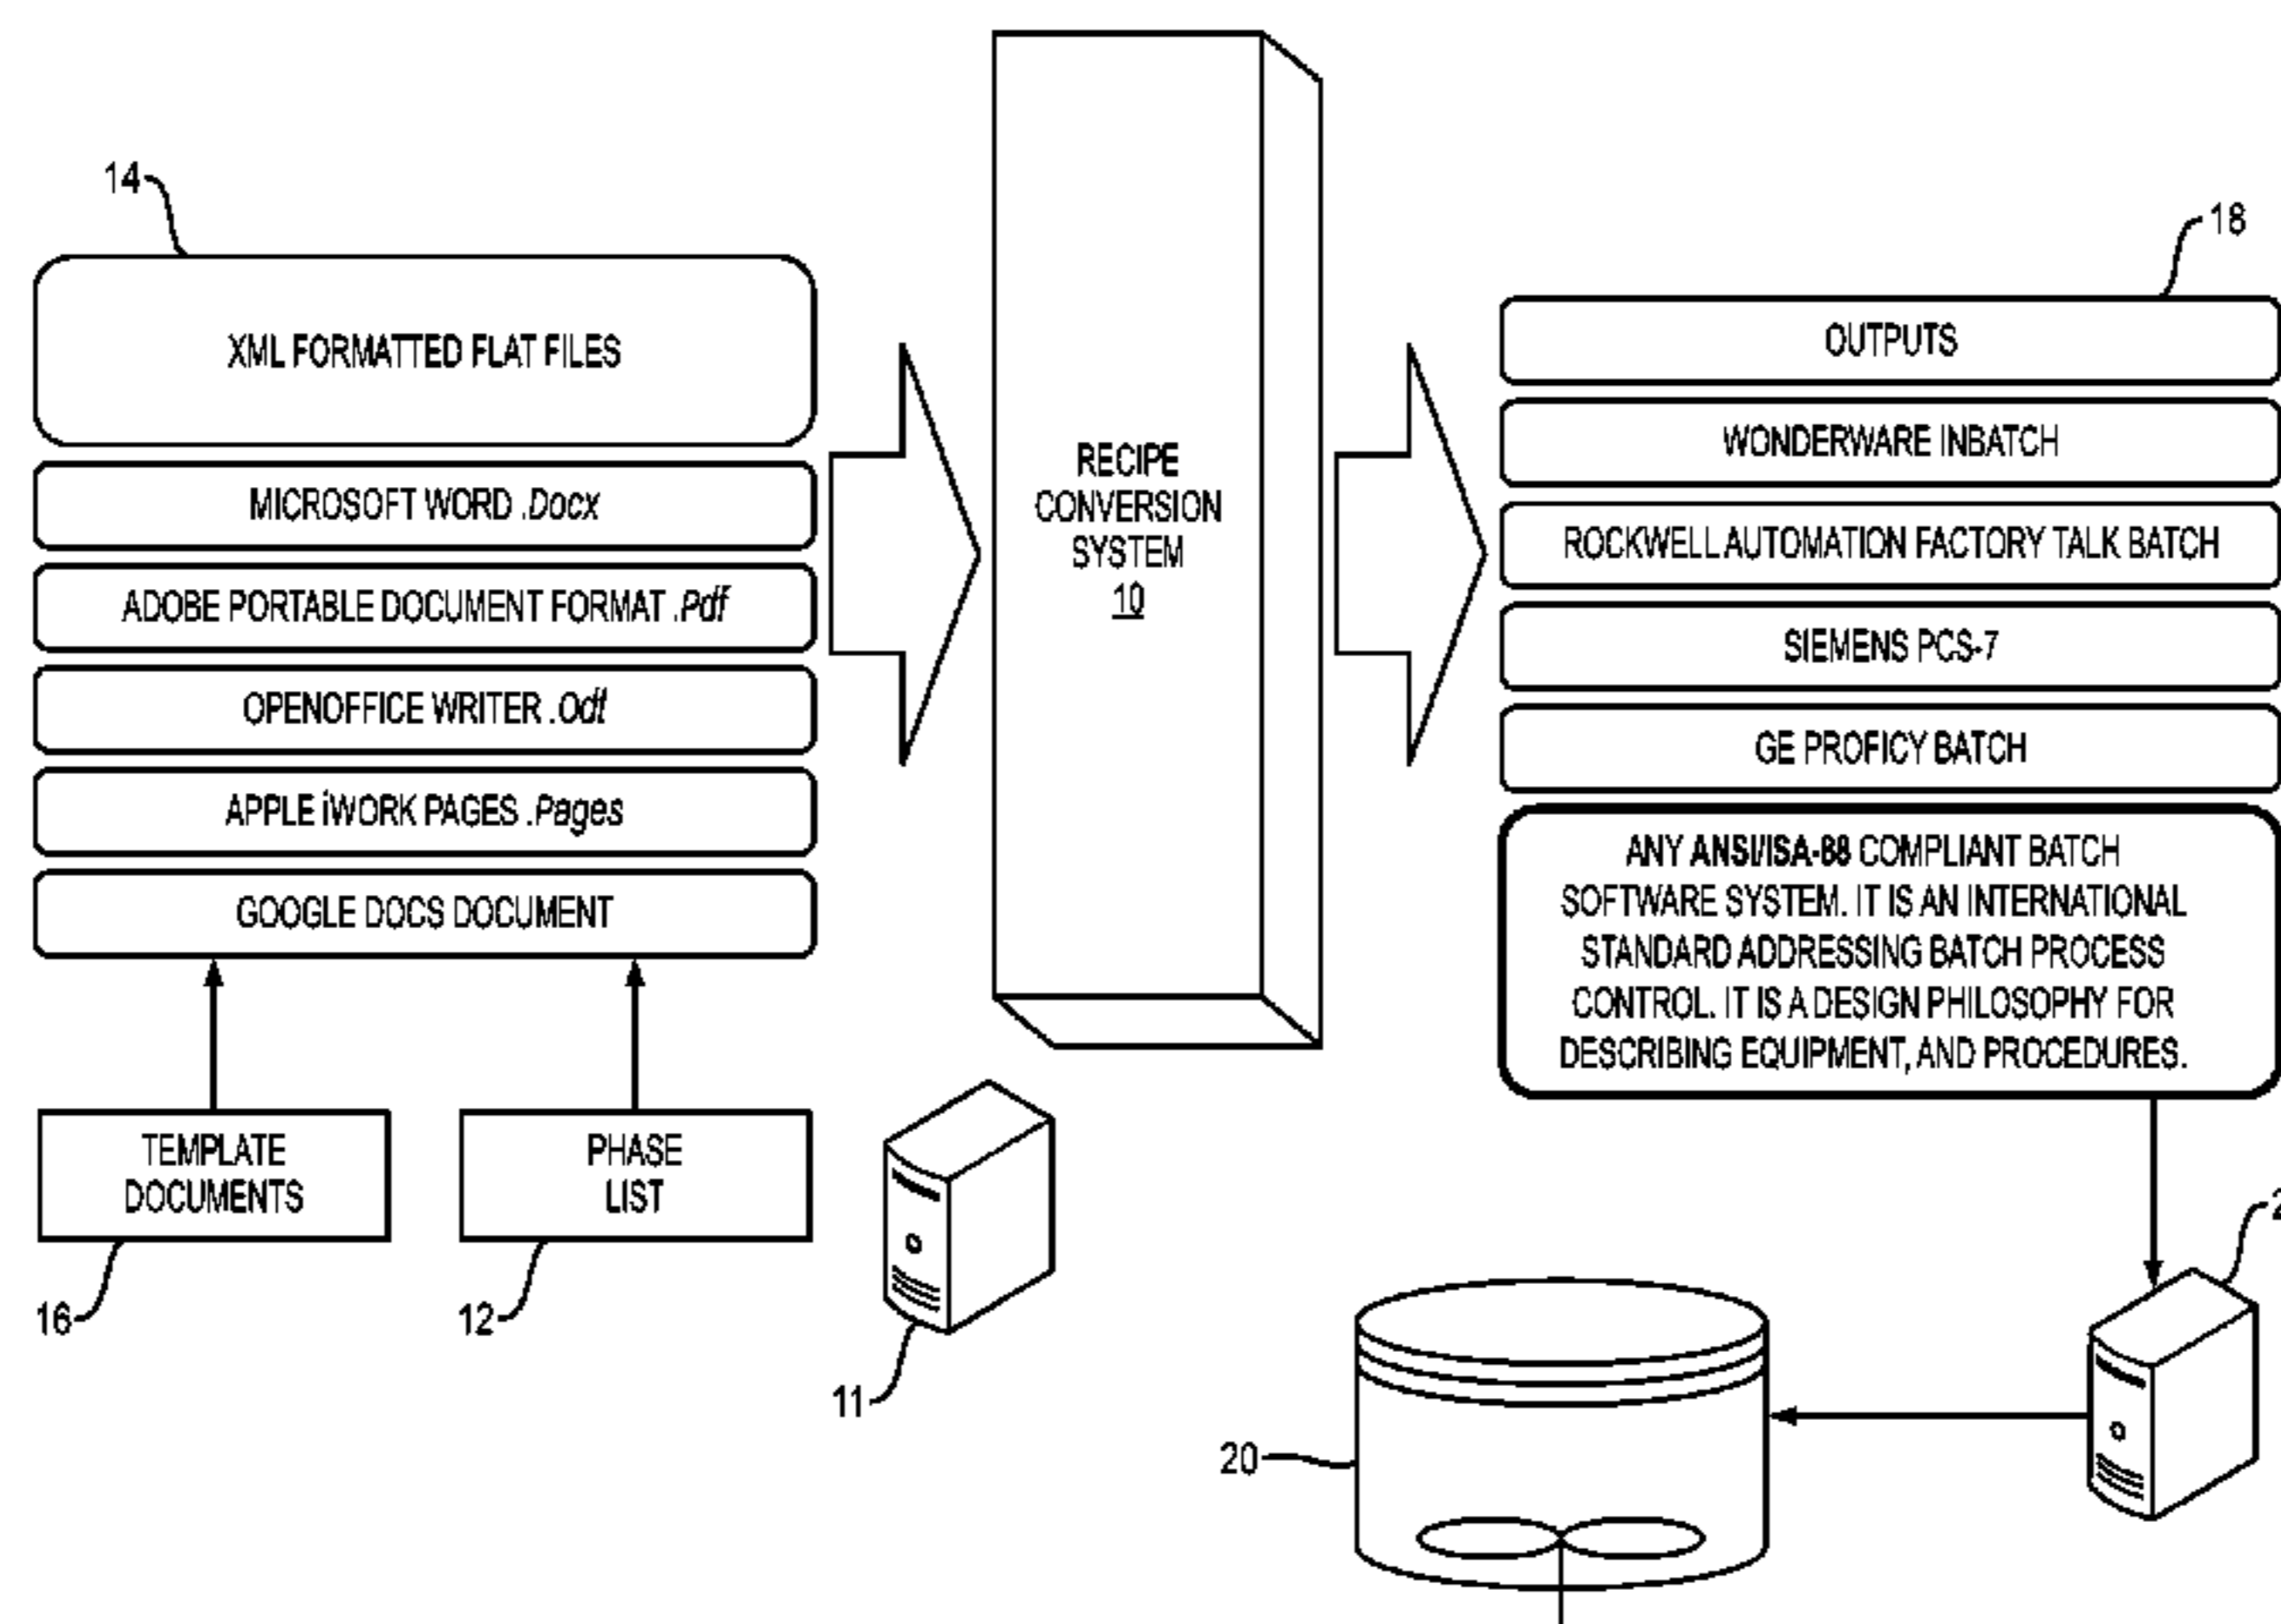 14
XML FORMATTED FLAT FILES
MICROSOFT WORD .Docx
ADOBE PORTABLE DOCUMENT FORMAT .Pdf
OPENOFFICE WRITER .Odf
APPLE iWORK PAGES .Pages
GOOGLE DOCS DOCUMENT
TEMPLATE
DOCUMENTS
16
PHASE
LIST
12
11
RECIPE
CONVERSION
SYSTEM
10
18
OUTPUTS
WONDERWARE INBATCH
ROCKWELL AUTOMATION FACTORY TALK BATCH
SIEMENS PCS-7
GE PROFICY BATCH
ANY ANSI/ISA-88 COMPLIANT BATCH
SOFTWARE SYSTEM. IT IS AN INTERNATIONAL
STANDARD ADDRESSING BATCH PROCESS
CONTROL. IT IS A DESIGN PHILOSOPHY FOR
DESCRIBING EQUIPMENT, AND PROCEDURES.
20